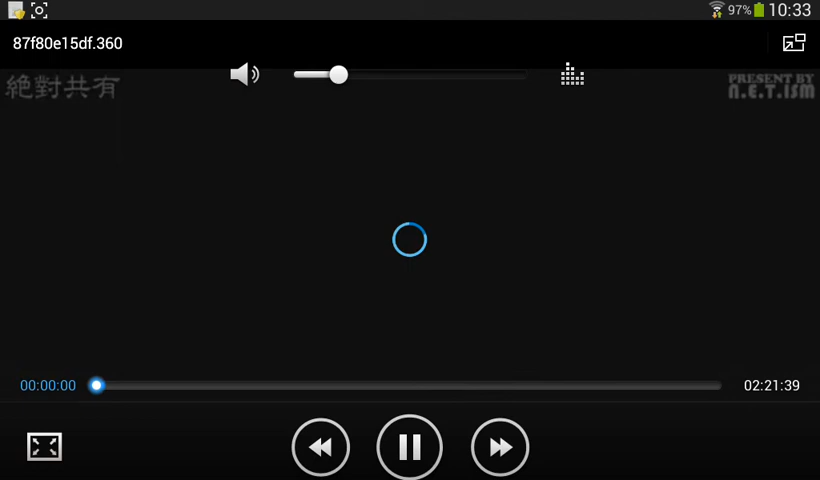 97% 10:33
87f80e15df.360
絕對共有
PRESENT BY
n.E.T.ism
00:00:00
02:21:39